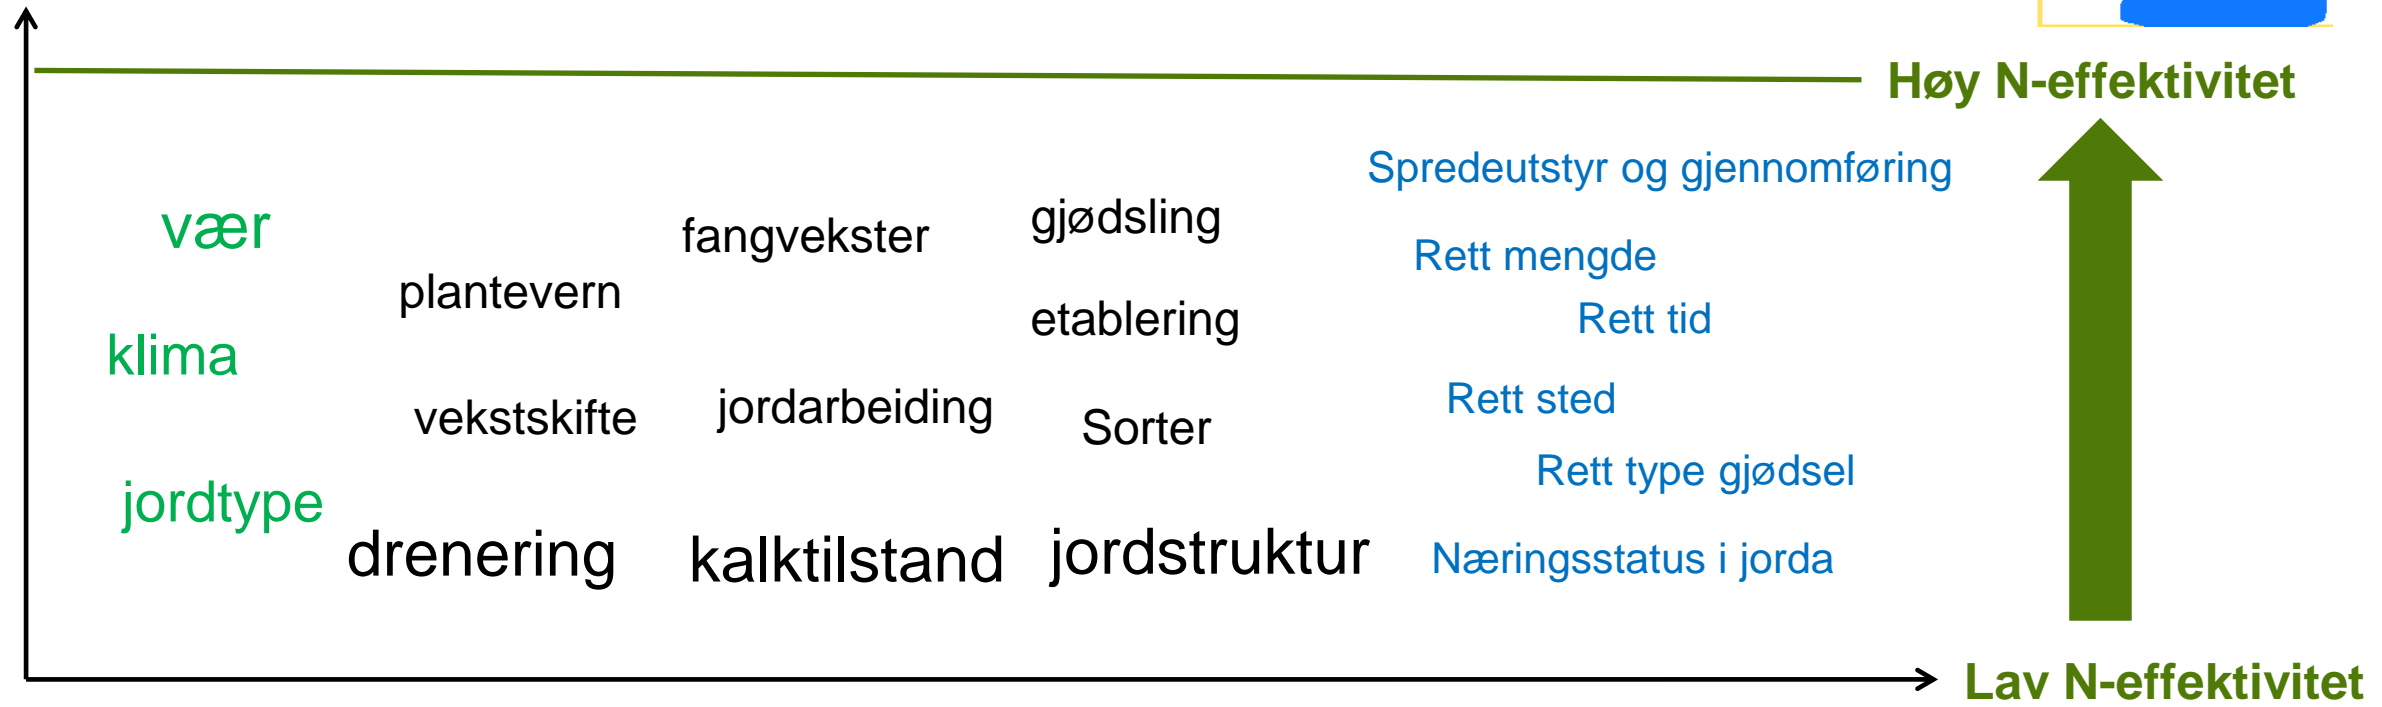 Høy N-effektivitet
Spredeutstyr og gjennomføring
vær
fangvekster
gjødsling
Rett mengde
plantevern
etablering
Rett tid
klima
vekstskifte
jordarbeiding
Sorter
Rett sted
Rett type gjødsel
jordtype
drenering
kalktilstand
jordstruktur
Næringsstatus i jorda
Lav N-effektivitet